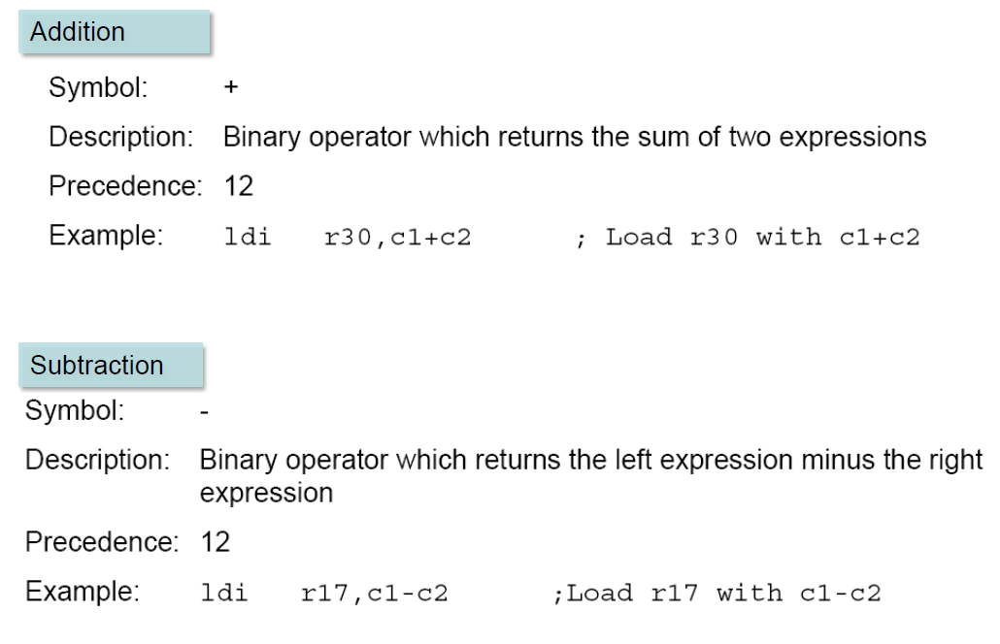 Addition
Symbol: +
Description: Binary operator which returns the sum of two expressions
Precedence: 12
Example: ldi r30,c1+c2 ; Load r30 with c1+c2
Subtraction
Symbol: -
Description: Binary operator which returns the left expression minus the right
expression
Precedence: 12
Example: ldi r17,c1-c2 ;Load r17 with c1-c2